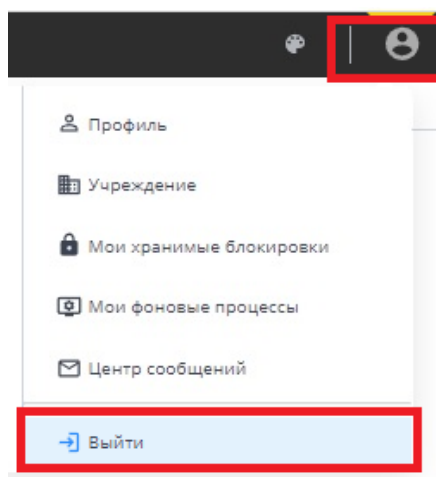 Профиль
Учреждение
Мои хранимые блокировки
Мои фоновые процессы
Центр сообщений
Выйти